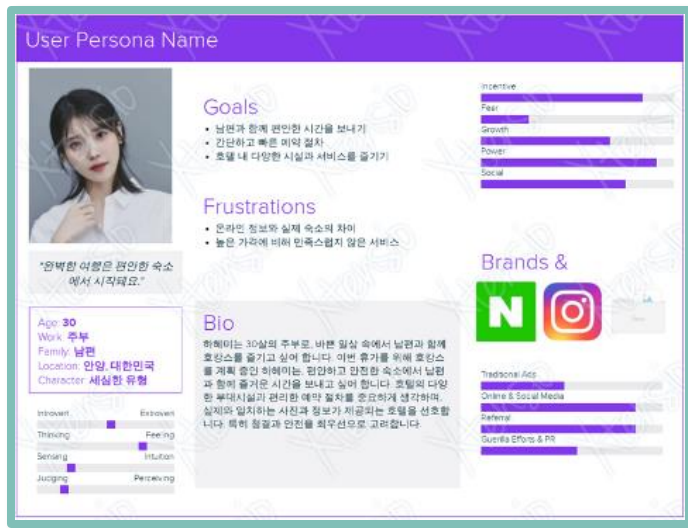 User Persona Name
"완벽한 여행은 편안한 숙소
에서 시작돼요."
Age: 30
Work: 주부
Family: 남편
Location: 안양, 대한민국
Character: 세심한 유형
Introvert Extrovert
Thinking Feeling
Sensing Intuition
Judging Perceiving
Goals
• 남편과 함께 편안한 시간을 보내기
• 간단하고 빠른 예약 절차
• 호텔 내 다양한 시설과 서비스를 즐기기
Frustrations
• 온라인 정보와 실제 숙소의 차이
• 높은 가격에 비해 만족스럽지 않은 서비스
Bio
하혜미는 30살의 주부로, 바쁜 일상 속에서 남편과 함께
호캉스를 즐기고 싶어 합니다. 이번 휴가를 위해 호캉스
를 계획 중인 하혜미는, 편안하고 안전한 숙소에서 남편
과 함께 즐거운 시간을 보내고 싶어 합니다. 호텔의 다양
한 부대시설과 편리한 예약 절차를 중요하게 생각하며,
실제와 일치하는 사진과 정보가 제공되는 호텔을 선호합
니다. 특히 청결과 안전을 최우선으로 고려합니다.
Incentive
Fear
Growth
Power
Social
Brands &
N
Traditional Ads
Online & Social Media
Referral
Guerilla Efforts & PR
Xtensio